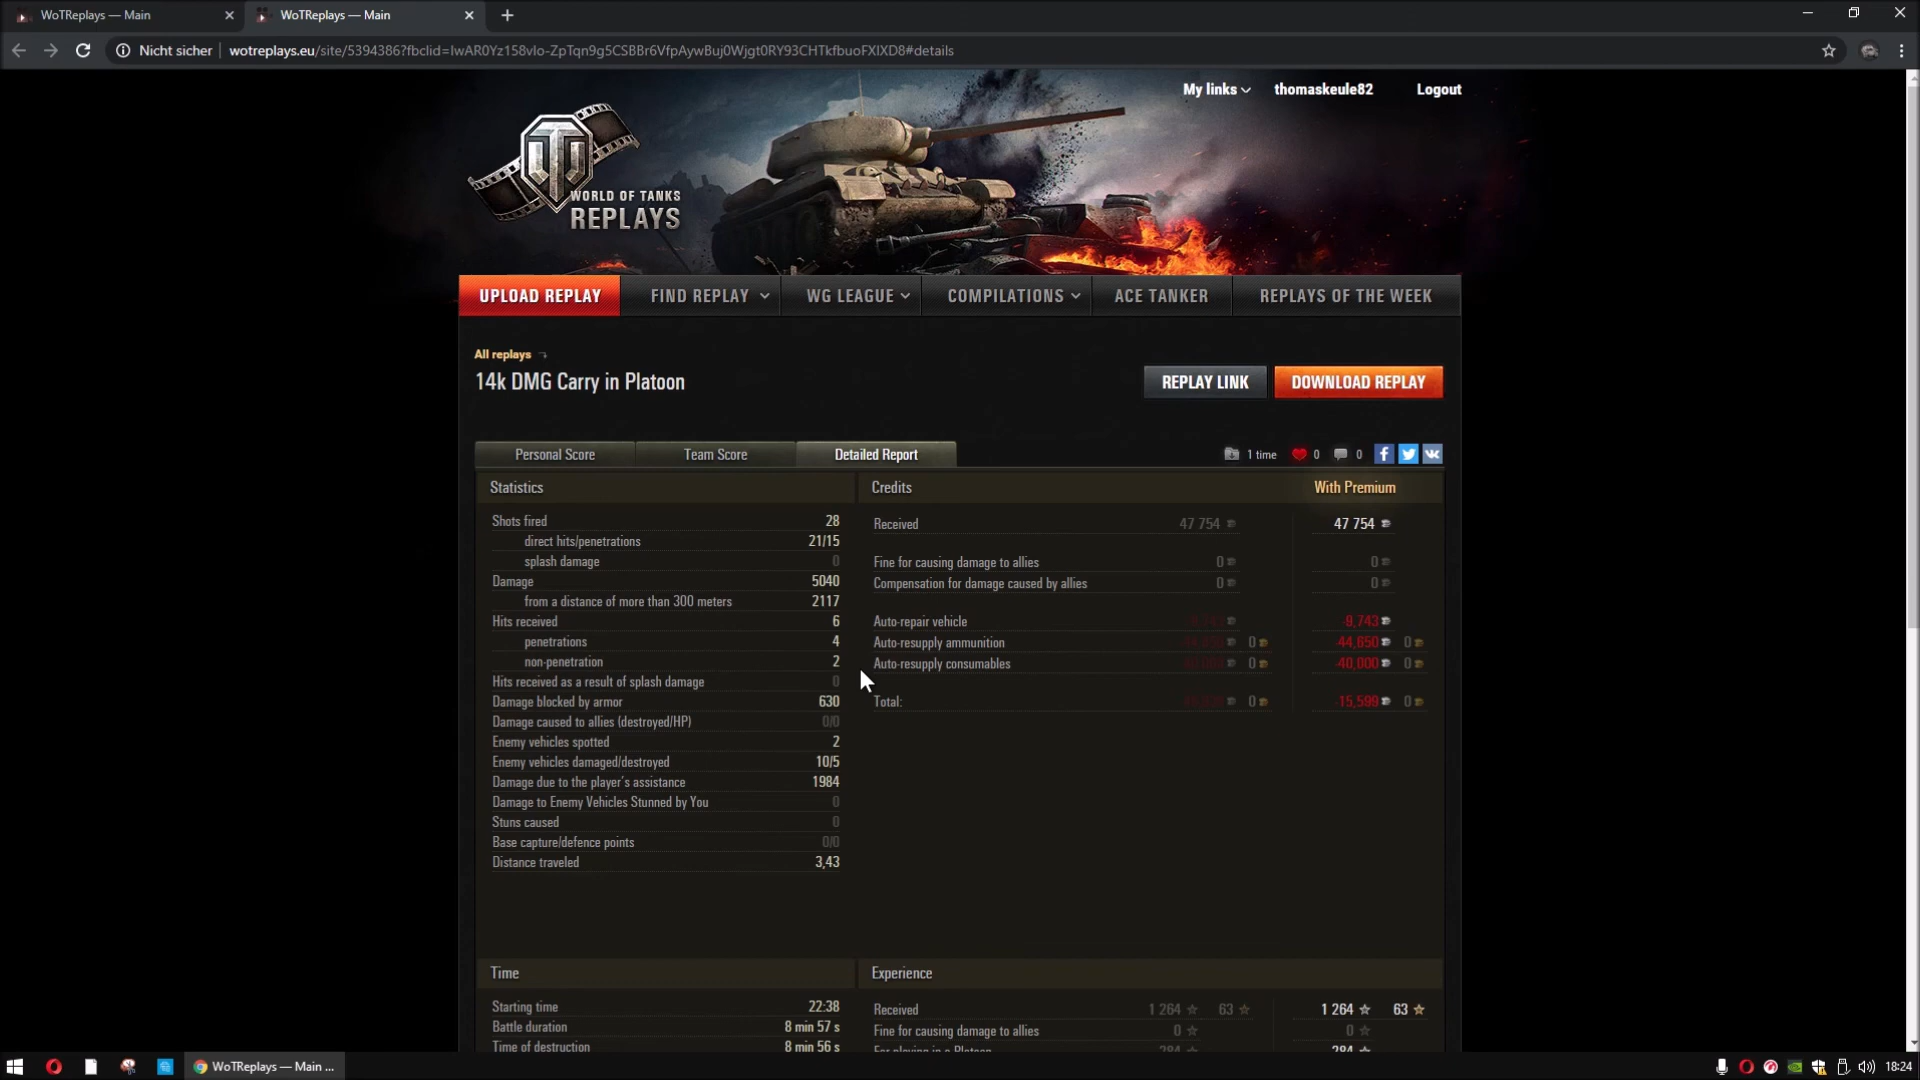 WoTReplays — Main
WoTReplays — Main
Nicht sicher
wotreplays.eu/site/5394386?fbclid=IwAR0Yz158vIo-ZpTqn9g5CSBBr6VfpAywBuj0Wjgt0RY93CHTkfbuoFXIXD8#details
My links thomaskeule82 Logout
WORLD OF TANKS
REPLAYS
UPLOAD REPLAY FIND REPLAY WG LEAGUE COMPILATIONS ACE TANKER REPLAYS OF THE WEEK
All replays
14k DMG Carry in Platoon
REPLAY LINK DOWNLOAD REPLAY
Personal Score Team Score Detailed Report 1 time 0 0
Statistics
Shots fired 28
direct hits/penetrations 21/15
splash damage 0
Damage 5040
from a distance of more than 300 meters 2117
Hits received 6
penetrations 4
non-penetration 2
Hits received as a result of splash damage 0
Damage blocked by armor 630
Damage caused to allies (destroyed/HP) 0/0
Enemy vehicles spotted 2
Enemy vehicles damaged/destroyed 10/5
Damage due to the player's assistance 1984
Damage to Enemy Vehicles Stunned by You 0
Stuns caused 0
Base capture/defence points 0/0
Distance traveled 3,43
Credits With Premium
Received 47 754 47 754
Fine for causing damage to allies 0 0
Compensation for damage caused by allies 0 0
Auto-repair vehicle -9,743
Auto-resupply ammunition 0 -44,650 0
Auto-resupply consumables 0 -40,000 0
Total: 0 15,599 0
Time
Starting time 22:38
Battle duration 8 min 57 s
Time of destruction 8 min 56 s
Experience
Received 1 264 63 1 264 63
Fine for causing damage to allies 0 0
For playing in a Platoon 284 284
WoTReplays — Main ...
18:24